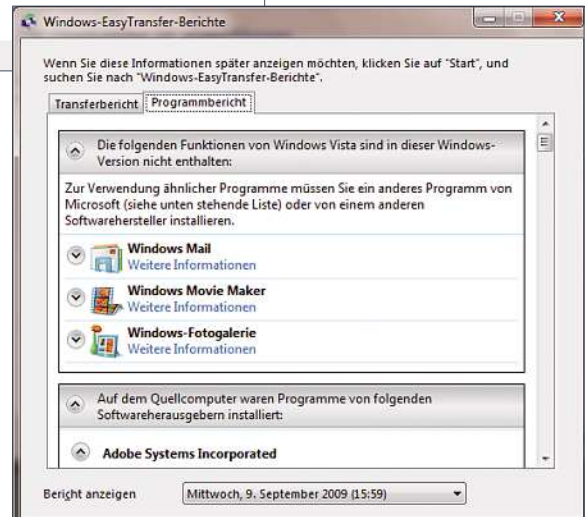 Windows-EasyTransfer-Berichte
Wenn Sie diese Informationen später anzeigen möchten, klicken Sie auf "Start", und
suchen Sie nach "Windows-EasyTransfer-Berichte".
Transferbericht Programmbericht
Die folgenden Funktionen von Windows Vista sind in dieser Windows-
Version nicht enthalten:
Zur Verwendung ähnlicher Programme müssen Sie ein anderes Programm von
Microsoft (siehe unten stehende Liste) oder von einem anderen
Softwarehersteller installieren.
Windows Mail
Weitere Informationen
Windows Movie Maker
Weitere Informationen
Windows-Fotogalerie
Weitere Informationen
Auf dem Quellcomputer waren Programme von folgenden
Softwareherausgebern installiert:
Adobe Systems Incorporated
Bericht anzeigen Mittwoch, 9. September 2009 (15:59)